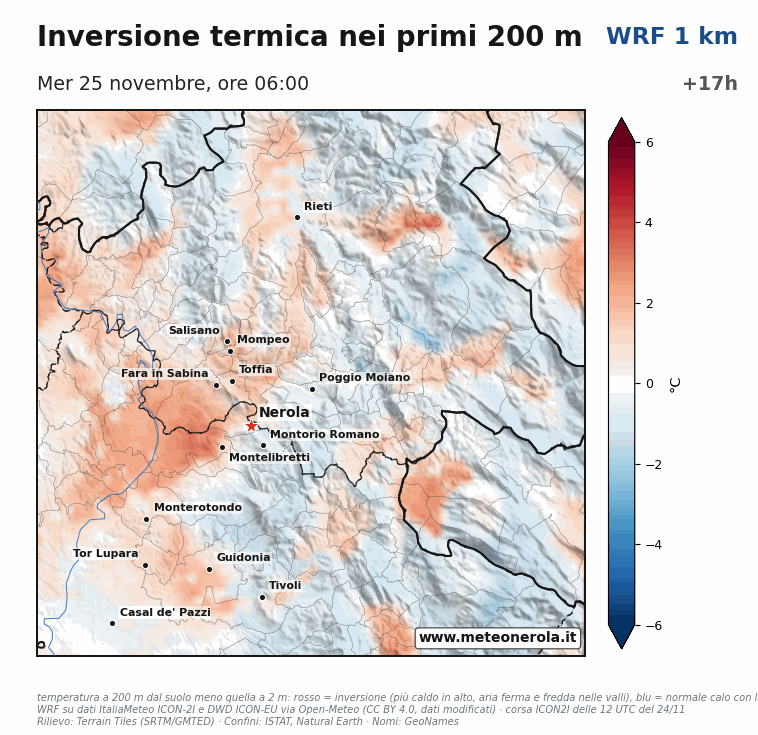 Inversione termica nei primi 200 m WRF 1 km
Mer 25 novembre, ore 06:00 +17h
Rieti
Salisano
Mompeo
Fara in Sabina
Toffia
Poggio Moiano
Nerola
Montorio Romano
Montelibretti
Monterotondo
Tor Lupara
Guidonia
Tivoli
Casal de' Pazzi
www.meteonerola.it
6
4
2
0
−2
−4
−6
°C
temperatura a 200 m dal suolo meno quella a 2 m: rosso = inversione (più caldo in alto, aria ferma e fredda nelle valli), blu = normale calo con l
WRF su dati ItaliaMeteo ICON-2I e DWD ICON-EU via Open-Meteo (CC BY 4.0, dati modificati) · corsa ICON2I delle 12 UTC del 24/11
Rilievo: Terrain Tiles (SRTM/GMTED) · Confini: ISTAT, Natural Earth · Nomi: GeoNames